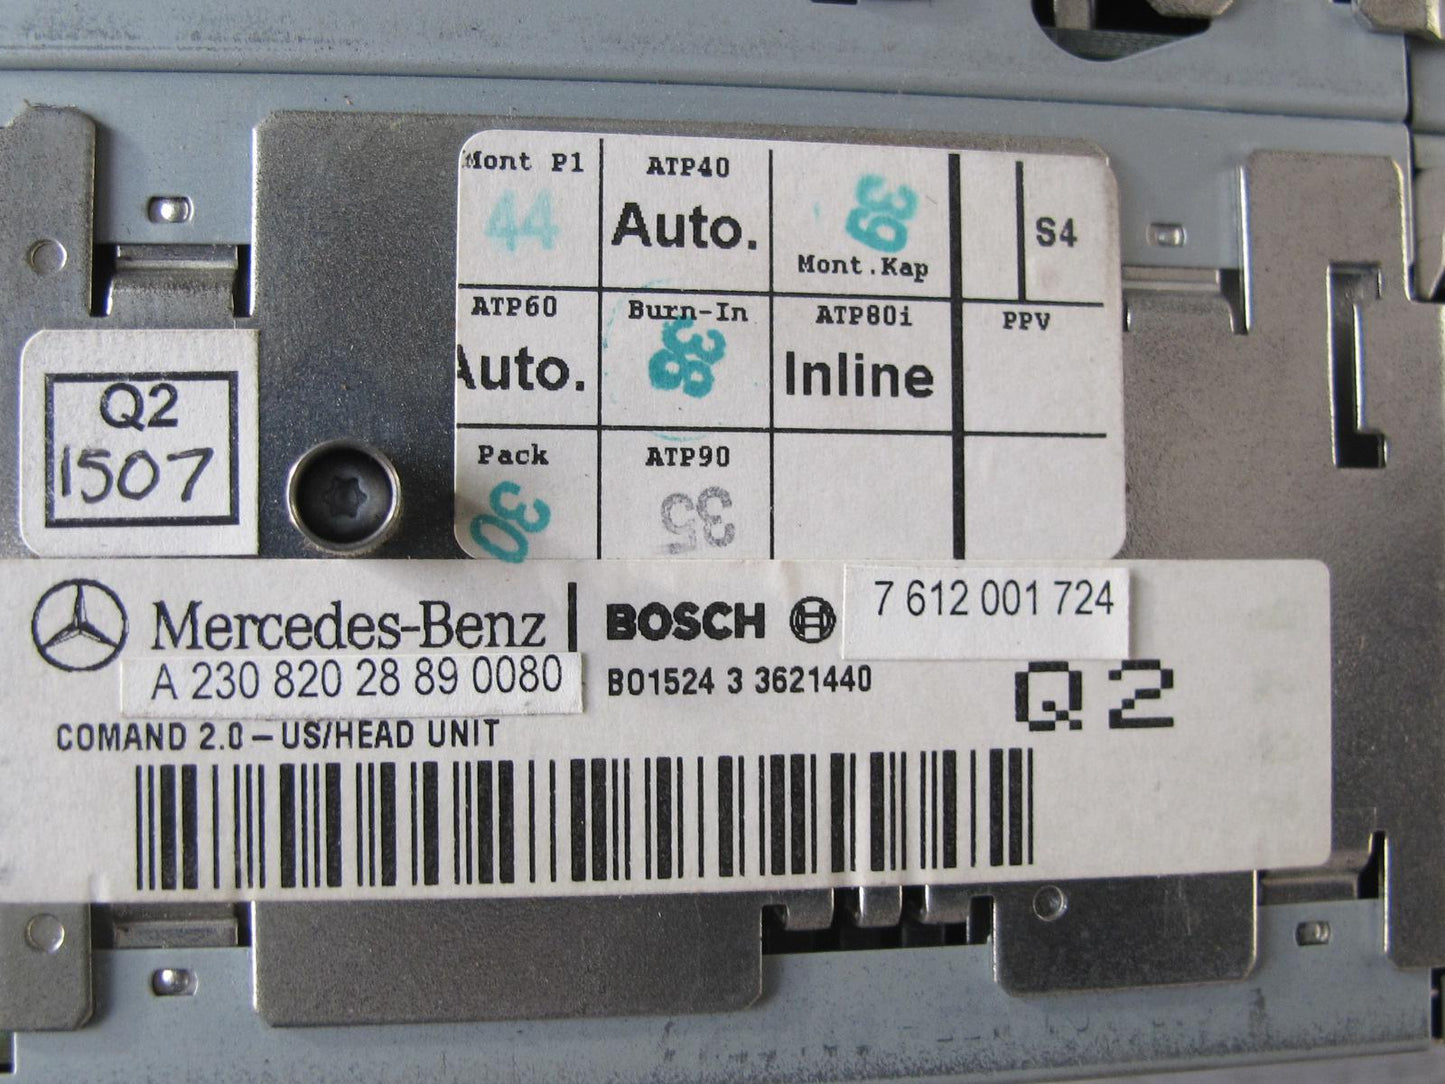 Mont P1
44
ATP40
Auto.
39
Mont.Kap
S4
ATP60
Auto.
Burn-In
38
ATP80i
Inline
PPV
Pack
30
ATP90
35
Q2
1507
Mercedes-Benz
BOSCH
7 612 001 724
A 230 820 28 89 0080
B01524 3 3621440
Q2
COMAND 2.0 – US/HEAD UNIT